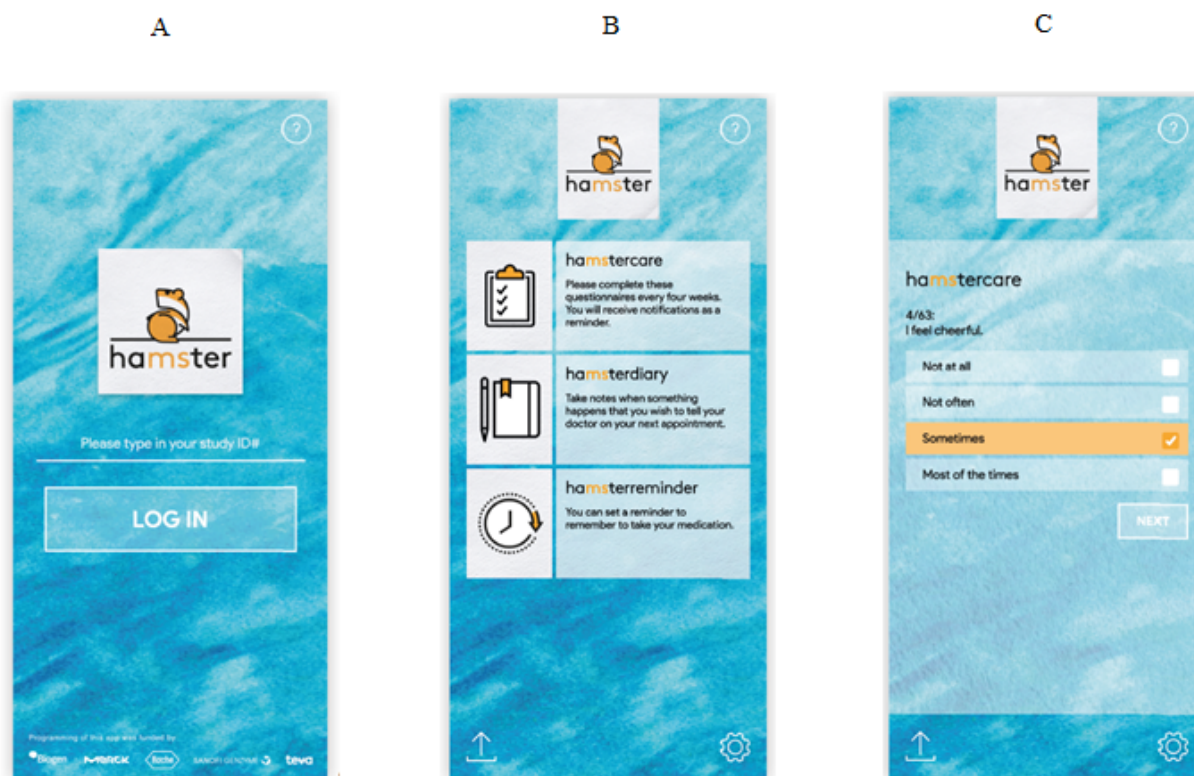 A
B
C
hamster
Please type in your study ID#
LOG IN
Programming of this app was funded by
Biogen MERCK Roche SANOFI GENZYME teva
?
hamster
hamstercare
Please complete these
questionnaires every four weeks.
You will receive notifications as a
reminder.
hamsterdiary
Take notes when something
happens that you wish to tell your
doctor on your next appointment.
hamsterreminder
You can set a reminder to
remember to take your medication.
?
hamster
hamstercare
4/63:
I feel cheerful.
Not at all
Not often
Sometimes
Most of the times
NEXT
?